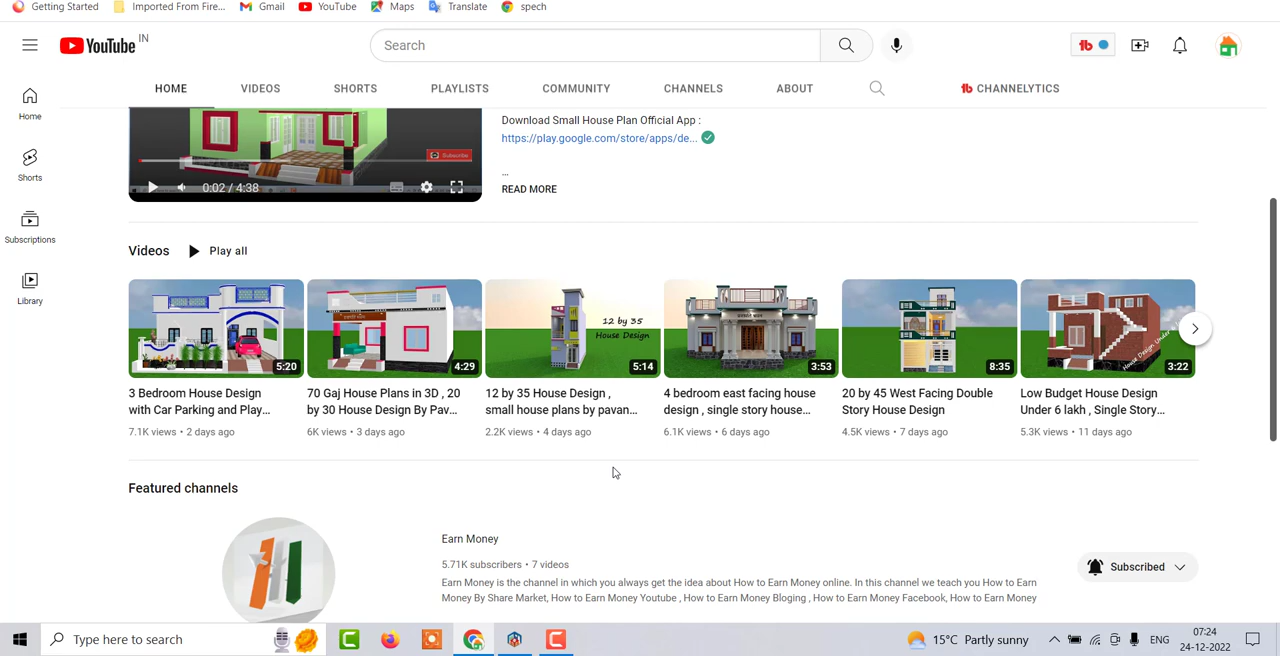 Getting Started Imported From Fire... Gmail YouTube Maps Translate spech
YouTube IN
Search
HOME VIDEOS SHORTS PLAYLISTS COMMUNITY CHANNELS ABOUT CHANNELYTICS
Home
Shorts
Subscriptions
Library
Subscribe
0:02 / 4:38
Download Small House Plan Official App :
https://play.google.com/store/apps/de...
...
READ MORE
Videos Play all
5:20
4:29
12 by 35
House Design
5:14
3:53
8:35
House Design Under
3:22
3 Bedroom House Design
with Car Parking and Play...
7.1K views • 2 days ago
70 Gaj House Plans in 3D , 20
by 30 House Design By Pav...
6K views • 3 days ago
12 by 35 House Design ,
small house plans by pavan...
2.2K views • 4 days ago
4 bedroom east facing house
design , single story house...
6.1K views • 6 days ago
20 by 45 West Facing Double
Story House Design
4.5K views • 7 days ago
Low Budget House Design
Under 6 lakh , Single Story...
5.3K views • 11 days ago
Featured channels
Earn Money
5.71K subscribers • 7 videos
Earn Money is the channel in which you always get the idea about How to Earn Money online. In this channel we teach you How to Earn
Money By Share Market, How to Earn Money Youtube , How to Earn Money Bloging , How to Earn Money Facebook, How to Earn Money
Subscribed
Type here to search
15°C Partly sunny
ENG
07:24
24-12-2022